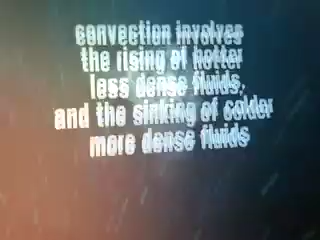 convection involves
the rising of hotter
less dense fluids,
and the sinking of colder
more dense fluids